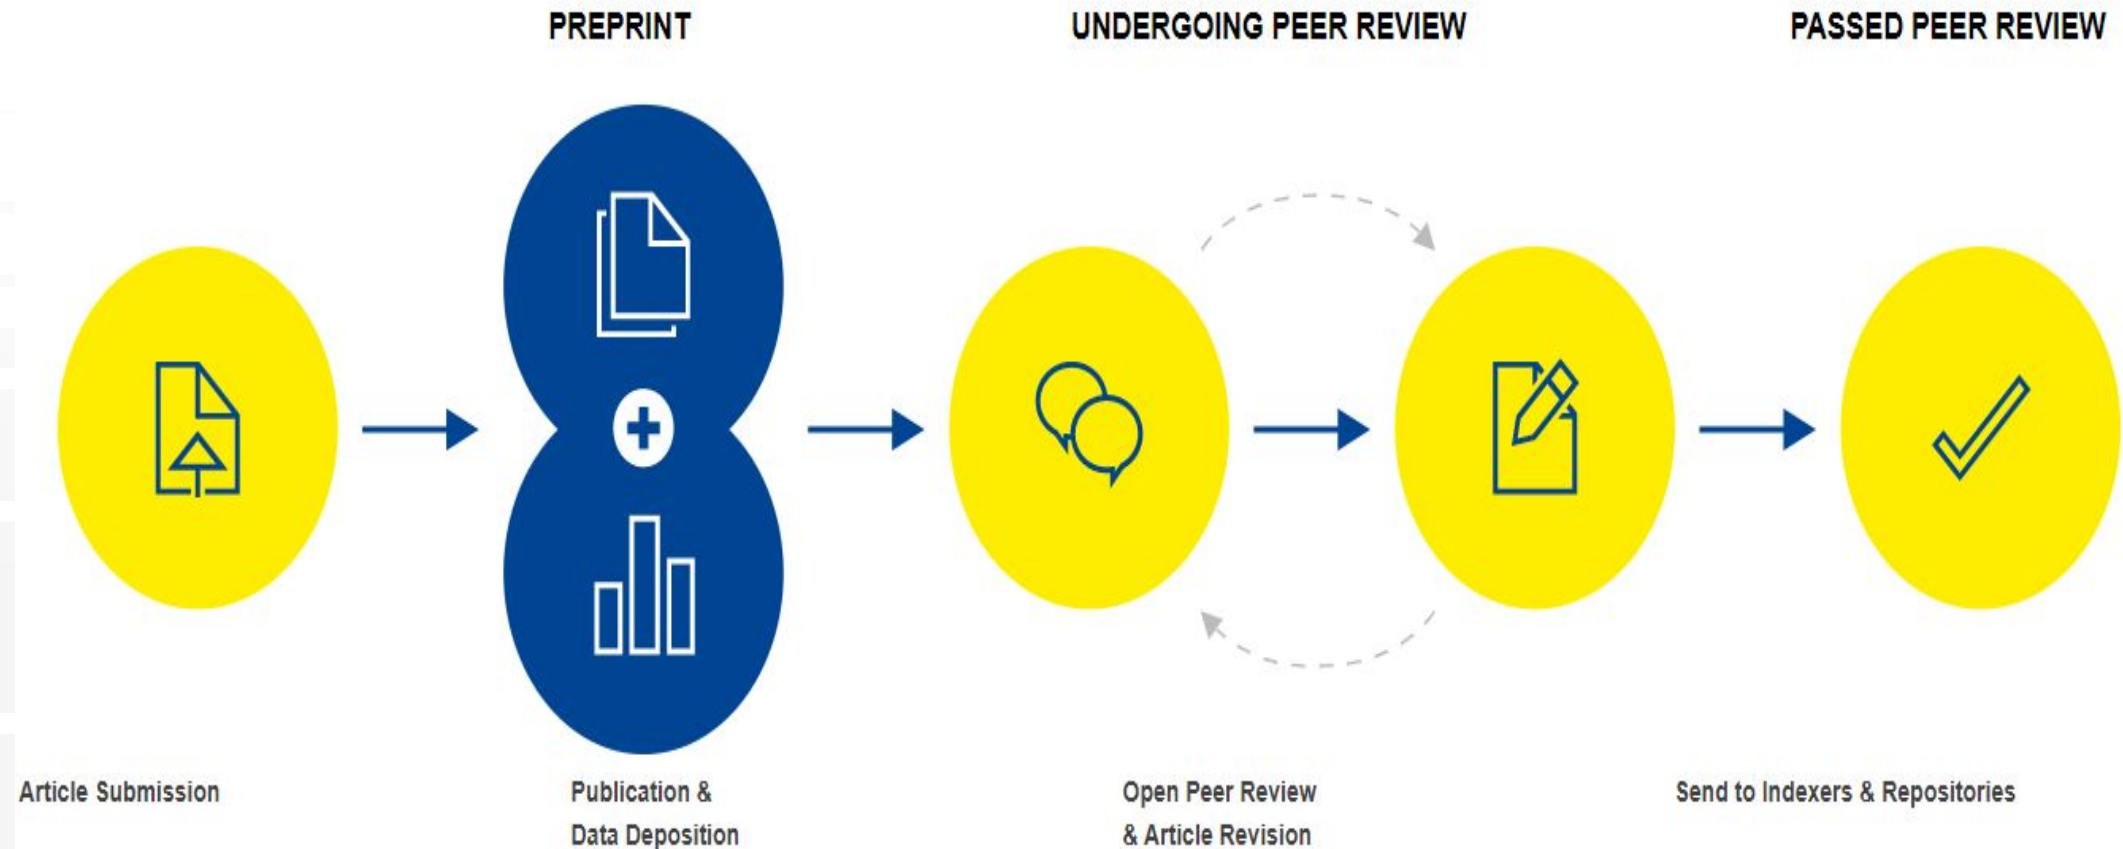 PREPRINT
UNDERGOING PEER REVIEW
PASSED PEER REVIEW
Article Submission
Publication &
Data Deposition
Open Peer Review
& Article Revision
Send to Indexers & Repositories